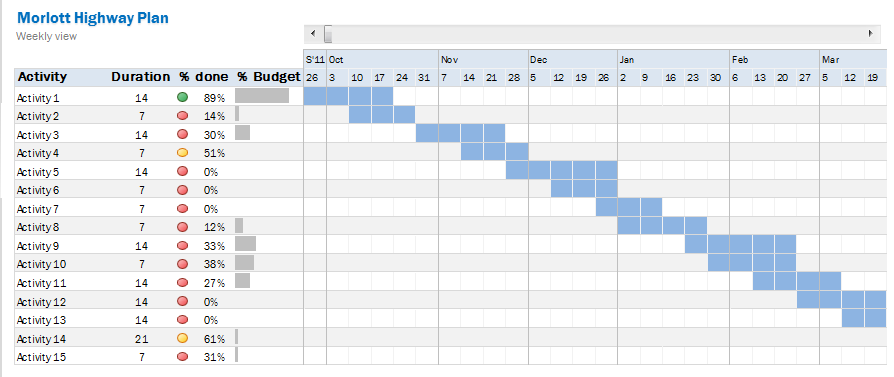 Morlott Highway Plan
Weekly view
S'11 Oct Nov Dec Jan Feb Mar
Activity Duration % done % Budget 26 3 10 17 24 31 7 14 21 28 5 12 19 26 2 9 16 23 30 6 13 20 27 5 12 19
Activity 1 14 89%
Activity 2 7 14%
Activity 3 14 30%
Activity 4 7 51%
Activity 5 14 0%
Activity 6 7 0%
Activity 7 7 0%
Activity 8 7 12%
Activity 9 14 33%
Activity 10 7 38%
Activity 11 14 27%
Activity 12 14 0%
Activity 13 14 0%
Activity 14 21 61%
Activity 15 7 31%